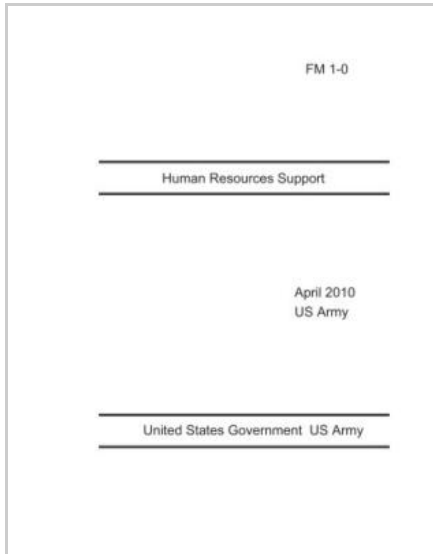 FM 1-0
Human Resources Support
April 2010
US Army
United States Government US Army